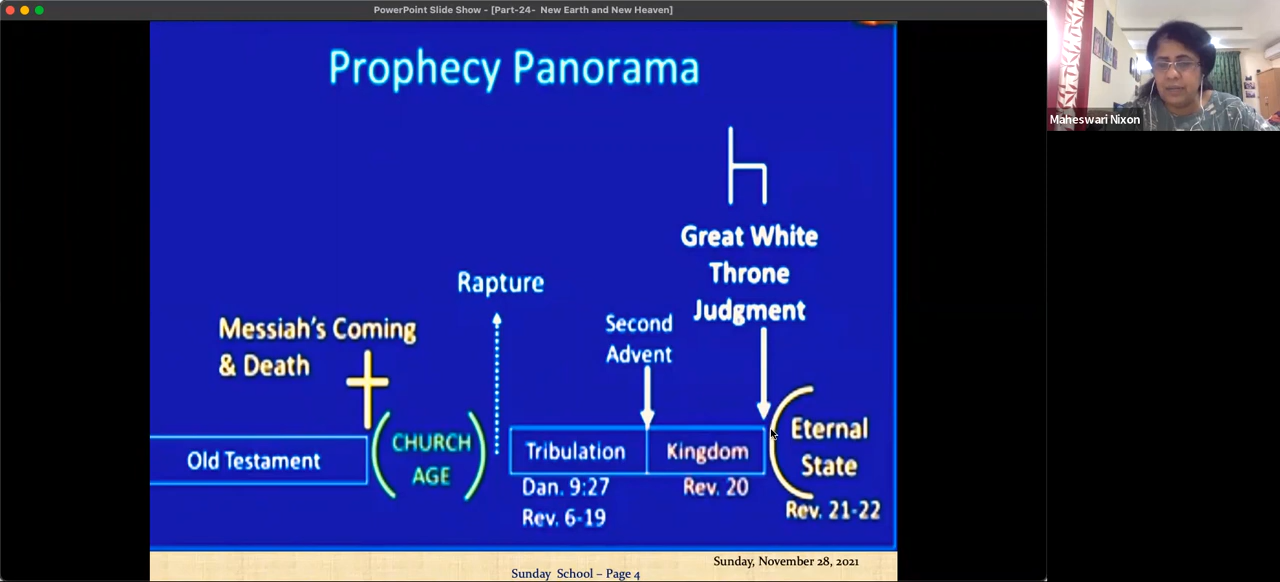 PowerPoint Slide Show - [Part-24- New Earth and New Heaven]
Maheswari Nixon
Prophecy Panorama
Great White
Throne
Judgment
Rapture
Second
Advent
Messiah's Coming
& Death
Old Testament
CHURCH
AGE
Tribulation
Kingdom
Eternal
State
Dan. 9:27
Rev. 6-19
Rev. 20
Rev. 21-22
Sunday, November 28, 2021
Sunday School – Page 4